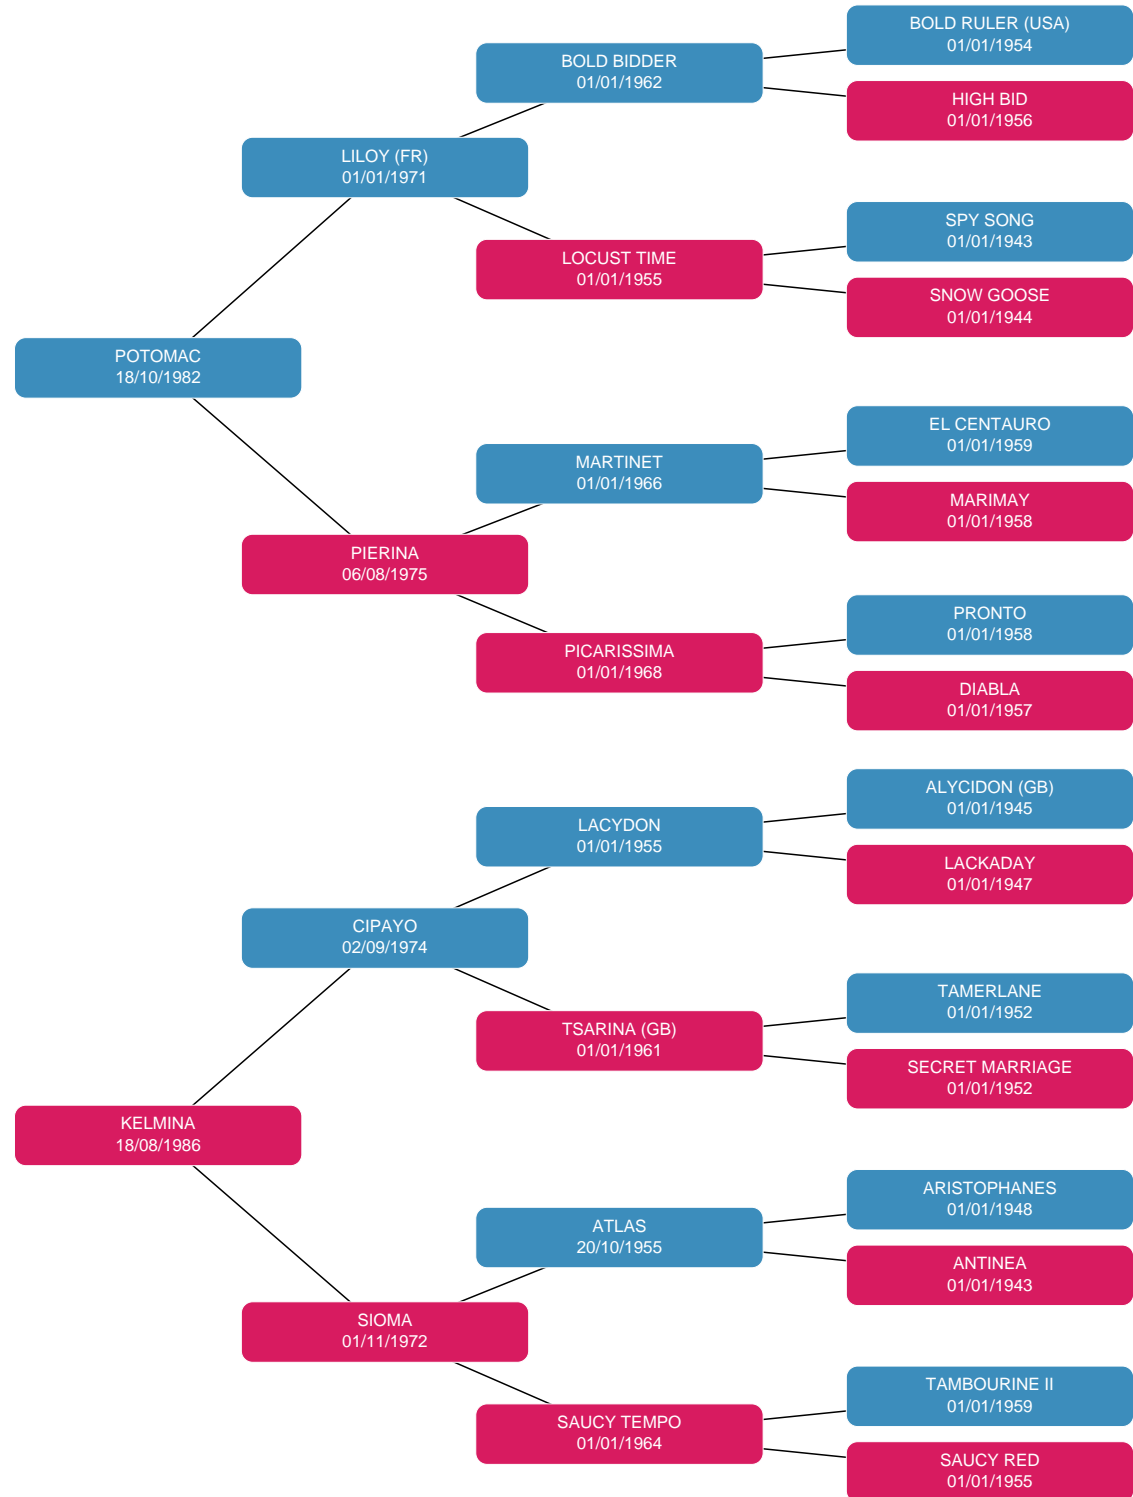 BOLD RULER (USA)
01/01/1954
BOLD BIDDER
01/01/1962
HIGH BID
01/01/1956
LILOY (FR)
01/01/1971
SPY SONG
01/01/1943
LOCUST TIME
01/01/1955
SNOW GOOSE
01/01/1944
POTOMAC
18/10/1982
EL CENTAURO
01/01/1959
MARTINET
01/01/1966
MARIMAY
01/01/1958
PIERINA
06/08/1975
PRONTO
01/01/1958
PICARISSIMA
01/01/1968
DIABLA
01/01/1957
ALYCIDON (GB)
01/01/1945
LACYDON
01/01/1955
LACKADAY
01/01/1947
CIPAYO
02/09/1974
TAMERLANE
01/01/1952
TSARINA (GB)
01/01/1961
SECRET MARRIAGE
01/01/1952
KELMINA
18/08/1986
ARISTOPHANES
01/01/1948
ATLAS
20/10/1955
ANTINEA
01/01/1943
SIOMA
01/11/1972
TAMBOURINE II
01/01/1959
SAUCY TEMPO
01/01/1964
SAUCY RED
01/01/1955